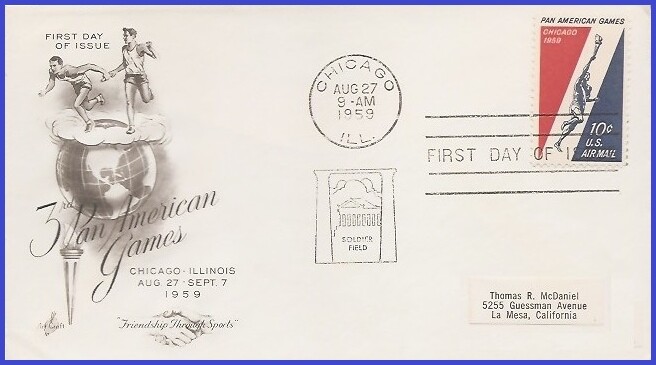 FIRST DAY
OF ISSUE
3rd Pan American
Games
CHICAGO-ILLINOIS
AUG 27 - SEPT. 7
1959
"Friendship Through Sports"
ArtCraft
CHICAGO
AUG 27
9-AM
1959
ILL.
SOLDIER
FIELD
PAN AMERICAN GAMES
CHICAGO
1959
10¢
U.S.
AIR MAIL
FIRST DAY OF I
Thomas R. McDaniel
5255 Guessman Avenue
La Mesa, California